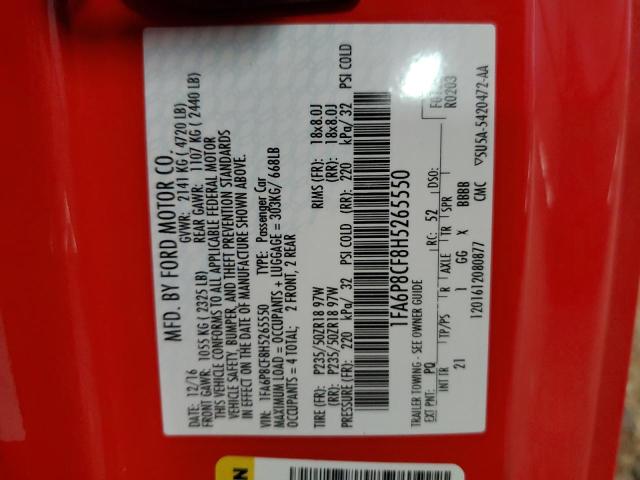 MFD. BY FORD MOTOR CO.
12/16 GVWR: 2141 KG ( 4720 LB)
FRONT GAWR: 1055 KG ( 2325 LB) REAR GAWR: 1107 KG ( 2440 LB)
THIS VEHICLE CONFORMS TO ALL APPLICABLE FEDERAL MOTOR
VEHICLE SAFETY, BUMPER, AND THEFT PREVENTION STANDARDS
IN EFFECT ON THE DATE OF MANUFACTURE SHOWN ABOVE.
VIN: 1FA6P8CF8H5265550 TYPE: Passenger Car
MAXIMUM LOAD = OCCUPANTS + LUGGAGE = 303KG/ 668LB
OCCUPANTS = 4 TOTAL; 2 FRONT, 2 REAR
TIRE (FR): P235/50ZR18 97W RIMS (FR): 18x8.0J
(RR): P235/50ZR18 97W (RR): 18x8.0J
PRESSURE (FR): 220 kPa/ 32 PSI COLD (RR): 220 kPa/ 32 PSI COLD
1FA6P8CF8H5265550
TRAILER TOWING - SEE OWNER GUIDE
EXT PNT: PQ RC: 52 DSO:
R0203
INT TR TP/PS R AXLE TR SPR
21 I GG X BBBB
1201612080877 CMC
5U5A-5420472-AA